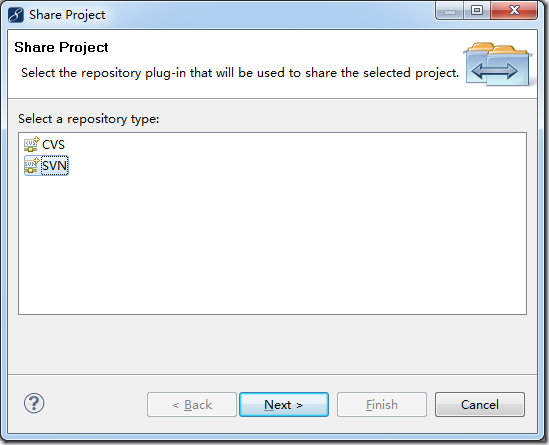 Share Project
Share Project
Select the repository plug-in that will be used to share the selected project.
Select a repository type:
CVS
SVN
< Back Next > Finish Cancel